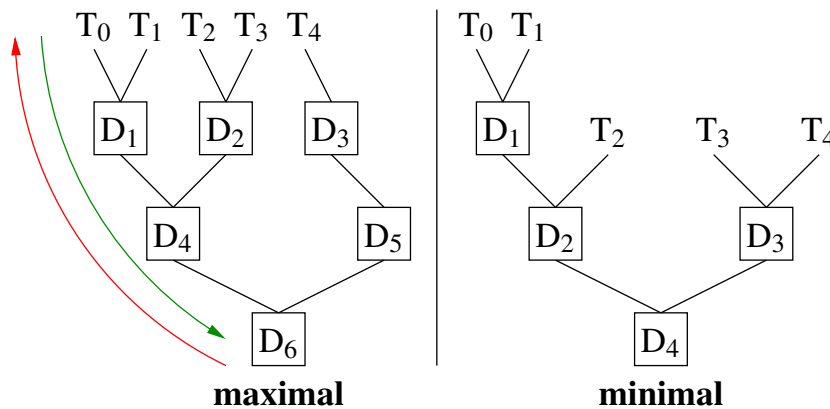 T0 T1 T2 T3 T4
D1 D2 D3
D4 D5
D6
maximal
T0 T1
D1 T2 T3 T4
D2 D3
D4
minimal